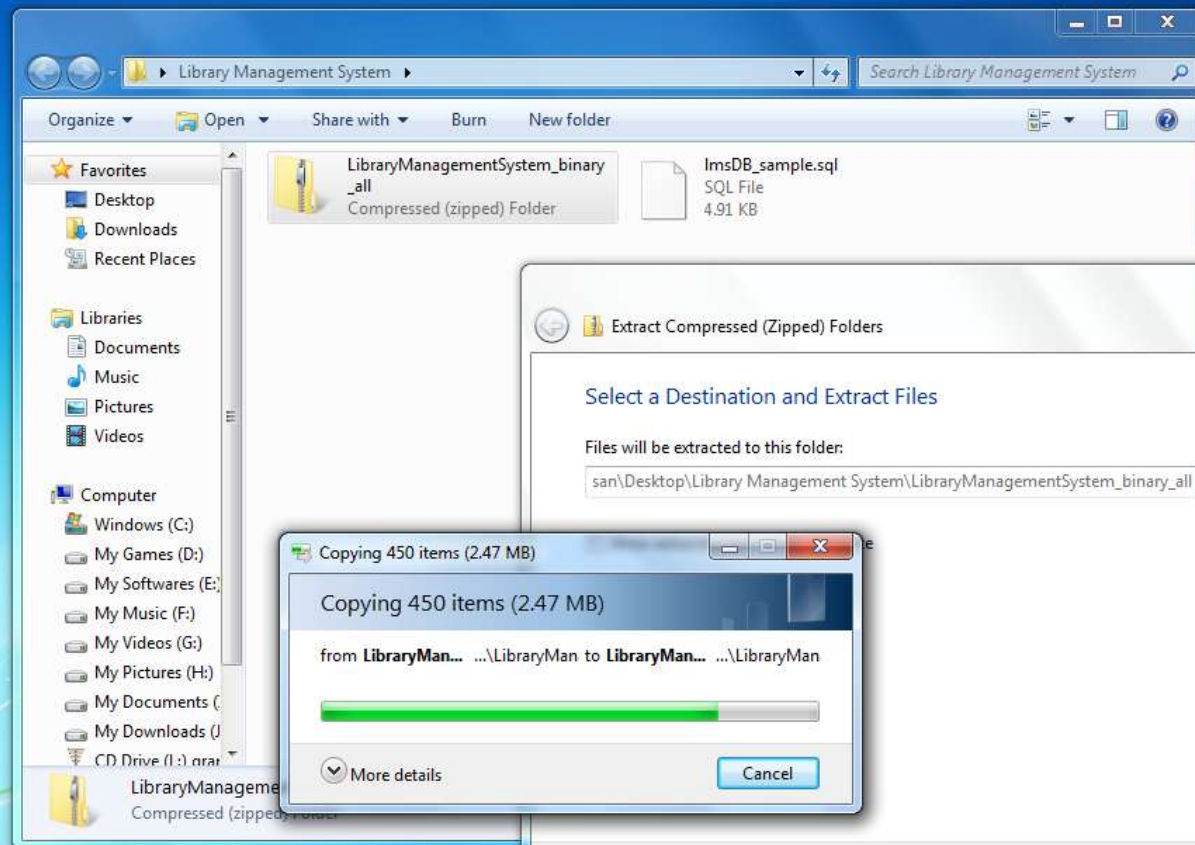 Library Management System
Search Library Management System
Organize
Open
Share with
Burn
New folder
Favorites
Desktop
Downloads
Recent Places
Libraries
Documents
Music
Pictures
Videos
Computer
Windows (C:)
My Games (D:)
My Softwares (E:)
My Music (F:)
My Videos (G:)
My Pictures (H:)
My Documents (
My Downloads (J
CD Drive (L:)
LibraryManagementSystem_binary
_all
Compressed (zipped) Folder
lmsDB_sample.sql
SQL File
4.91 KB
Extract Compressed (Zipped) Folders
Select a Destination and Extract Files
Files will be extracted to this folder:
san\Desktop\Library Management System\LibraryManagementSystem_binary_all
Copying 450 items (2.47 MB)
Copying 450 items (2.47 MB)
from LibraryMan... ...\LibraryMan to LibraryMan... ...\LibraryMan
More details
Cancel
LibraryManageme
Compressed (zipped) Folder